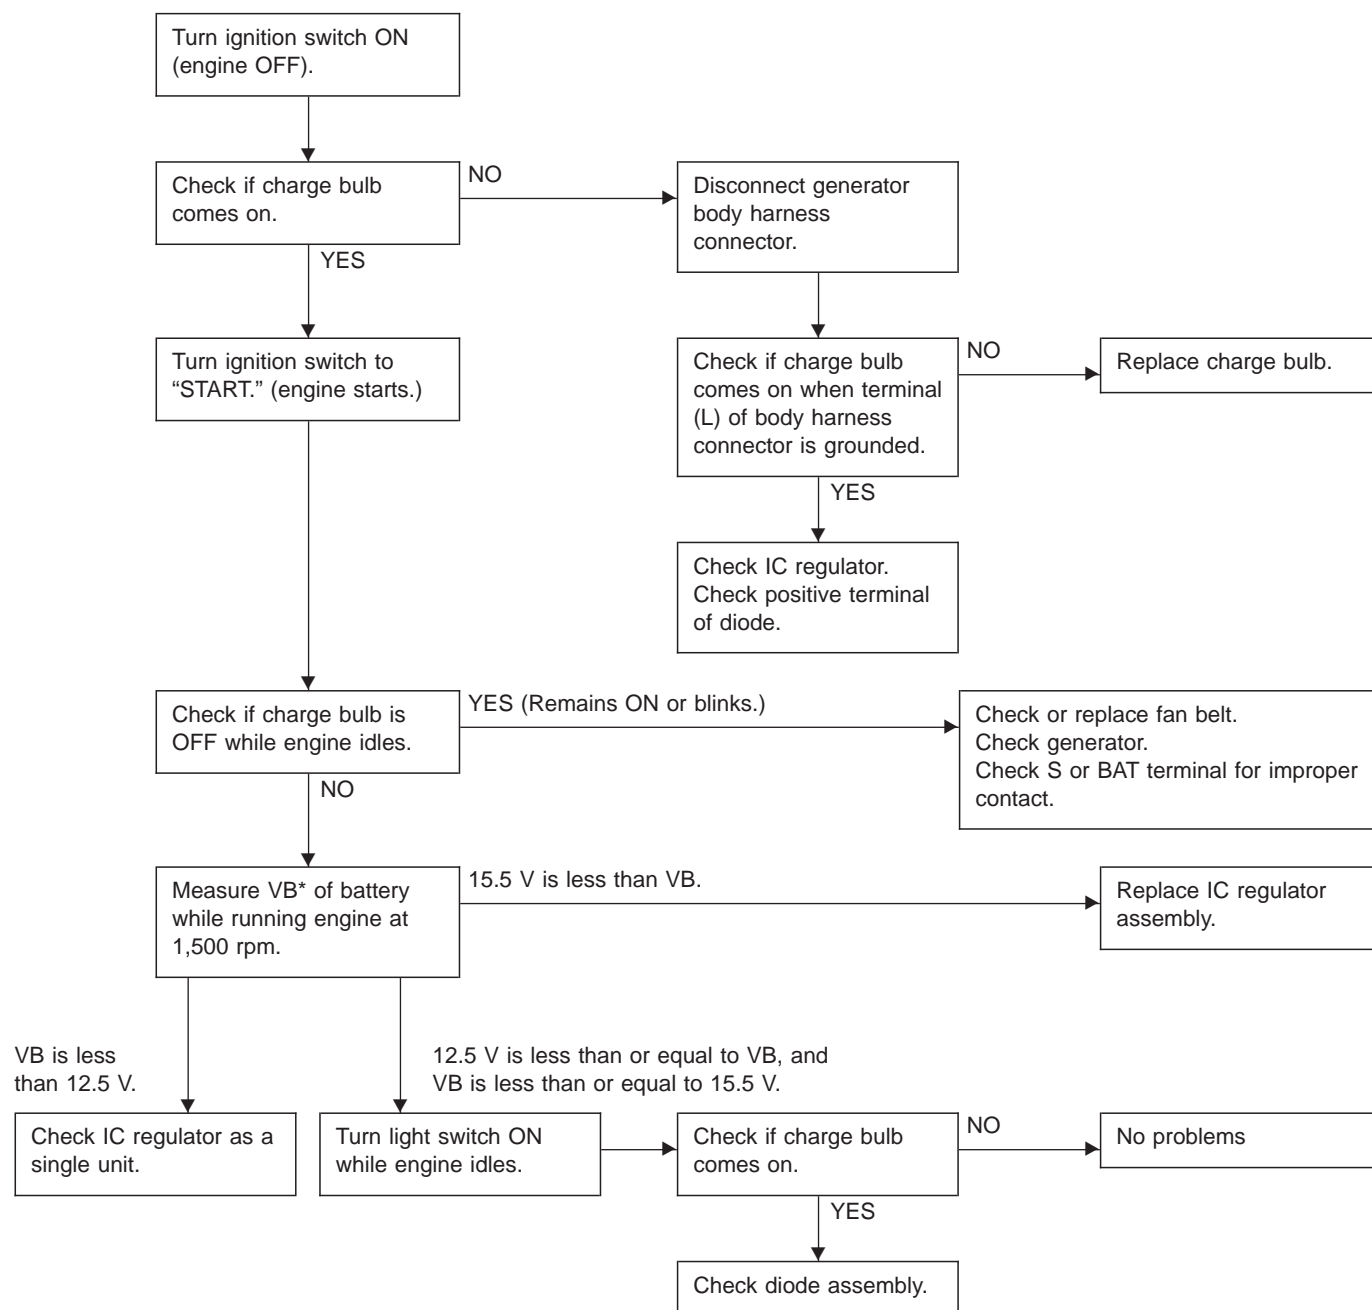 Turn ignition switch ON
(engine OFF).
Check if charge bulb
comes on.
NO
Disconnect generator
body harness
connector.
YES
Turn ignition switch to
“START.” (engine starts.)
Check if charge bulb
comes on when terminal
(L) of body harness
connector is grounded.
NO
Replace charge bulb.
YES
Check IC regulator.
Check positive terminal
of diode.
Check if charge bulb is
OFF while engine idles.
YES (Remains ON or blinks.)
Check or replace fan belt.
Check generator.
Check S or BAT terminal for improper
contact.
NO
Measure VB* of battery
while running engine at
1,500 rpm.
15.5 V is less than VB.
Replace IC regulator
assembly.
VB is less
than 12.5 V.
12.5 V is less than or equal to VB, and
VB is less than or equal to 15.5 V.
Check IC regulator as a
single unit.
Turn light switch ON
while engine idles.
Check if charge bulb
comes on.
NO
No problems
YES
Check diode assembly.